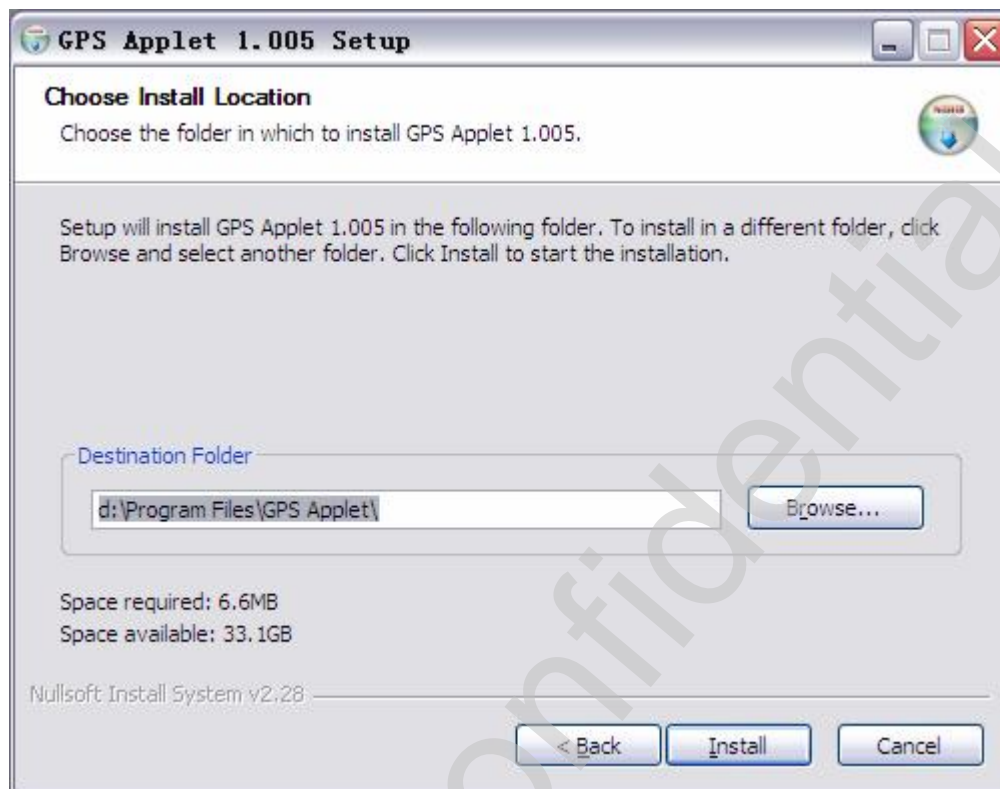 GPS Applet 1.005 Setup
Choose Install Location
Choose the folder in which to install GPS Applet 1.005.
Setup will install GPS Applet 1.005 in the following folder. To install in a different folder, click
Browse and select another folder. Click Install to start the installation.
Destination Folder
d:\Program Files\GPS Applet\
Browse...
Space required: 6.6MB
Space available: 33.1GB
Nullsoft Install System v2.28
< Back
Install
Cancel
onfidential